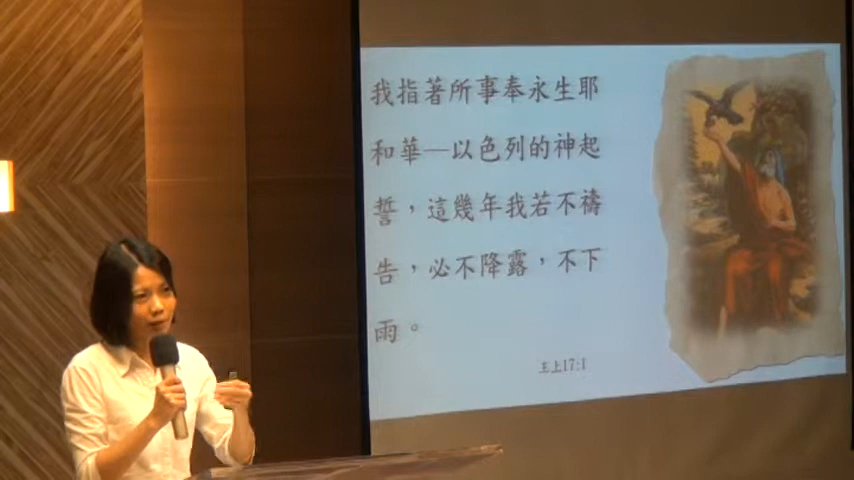 我指著所事奉永生耶
和華─以色列的神起
誓，這幾年我若不禱
告，必不降露，不下
雨。
王上17:1